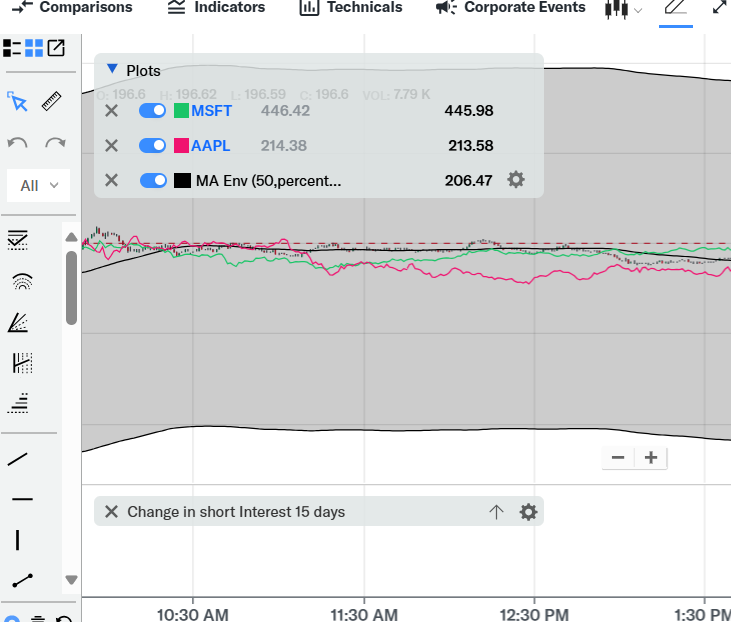 Comparisons Indicators Technicals Corporate Events
Plots
O: 196.6 H: 196.62 L: 196.59 C: 196.6 VOL: 7.79 K
MSFT 446.42 445.98
AAPL 214.38 213.58
MA Env (50,percent... 206.47
All
Change in short Interest 15 days
10:30 AM 11:30 AM 12:30 PM 1:30 PM